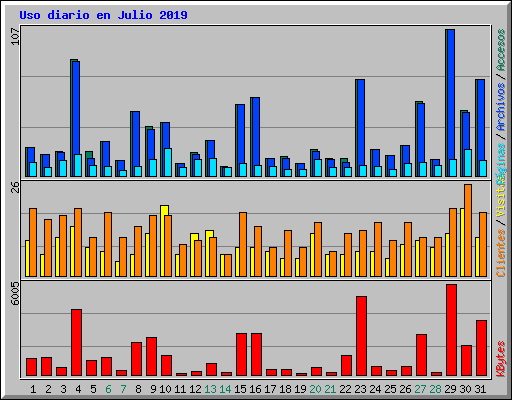 Uso diario en Julio 2019
107
26
6005
Accesos
/ Archivos /
Páginas
Visitas
Clientes /
KBytes
1 2 3 4 5 6 7 8 9 10 11 12 13 14 15 16 17 18 19 20 21 22 23 24 25 26 27 28 29 30 31